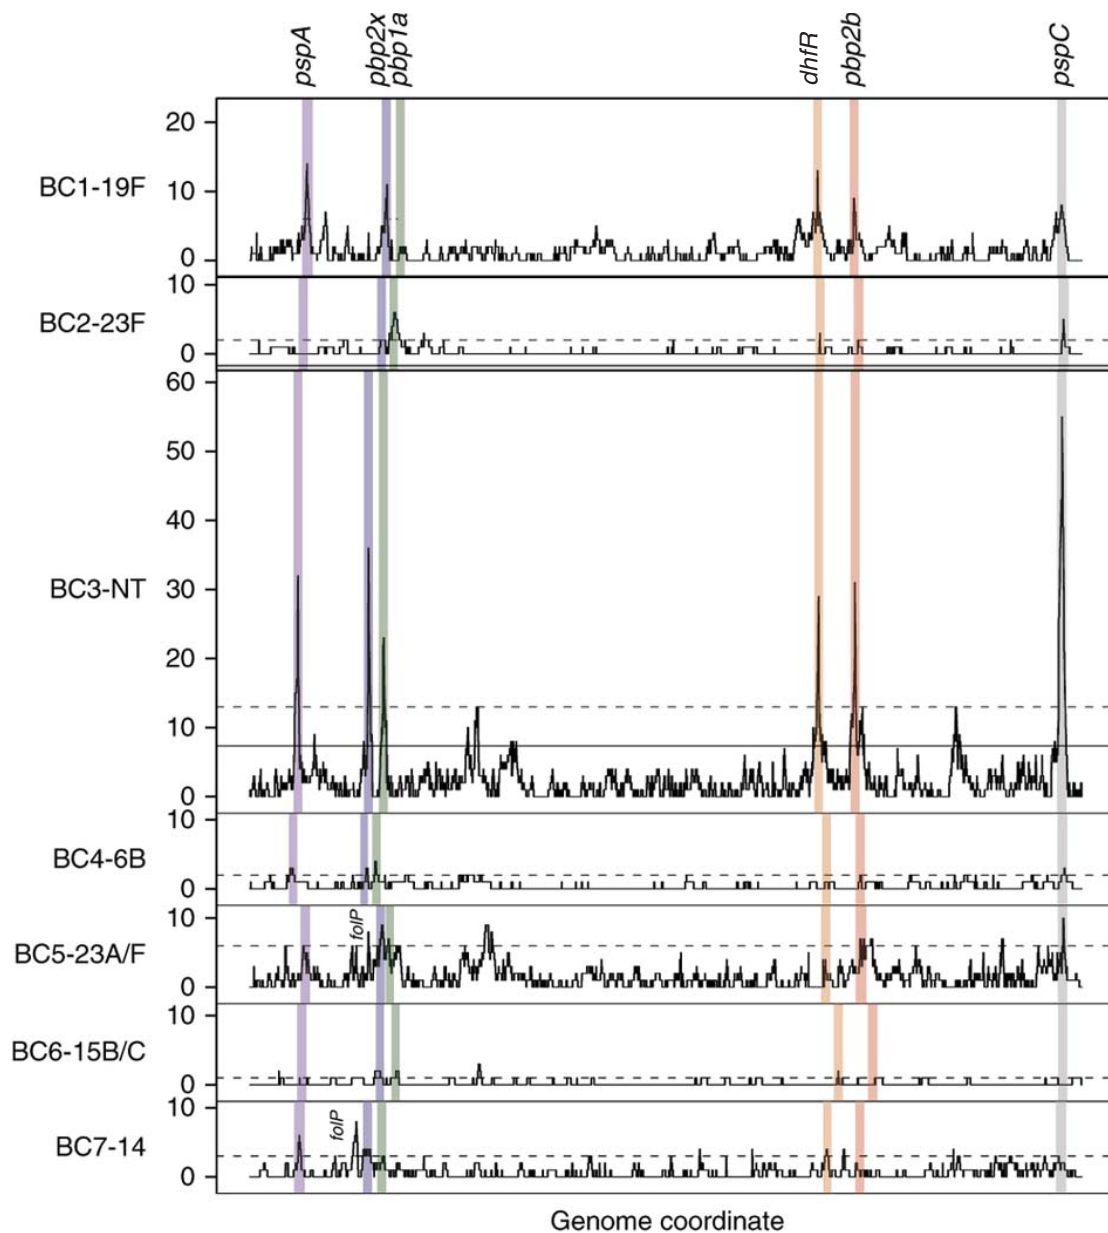 pspA pbp2x pbp1a dhfR pbp2b pspC
BC1-19F
20
10
0
BC2-23F
10
0
BC3-NT
60
50
40
30
20
10
0
BC4-6B
10
0
BC5-23A/F
10
0
folP
BC6-15B/C
10
0
BC7-14
10
0
folP
Genome coordinate